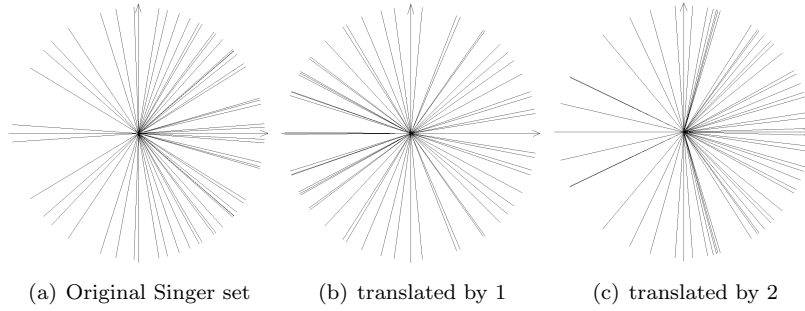 (a) Original Singer set
(b) translated by 1
(c) translated by 2